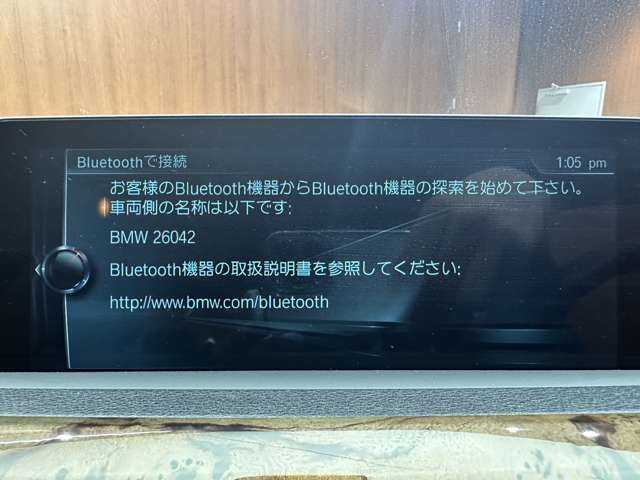 Bluetoothで接続
1:05 pm
お客様のBluetooth機器からBluetooth機器の探索を始めて下さい。
車両側の名称は以下です:
BMW 26042
Bluetooth機器の取扱説明書を参照してください:
http://www.bmw.com/bluetooth